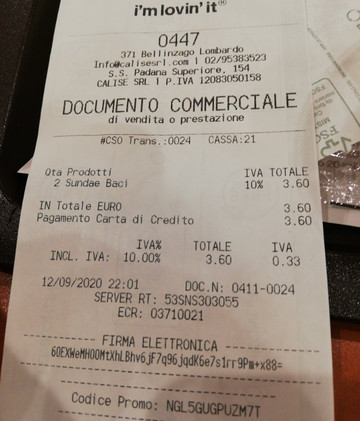 i'm lovin' it®
0447
371 Bellinzago Lombardo
Info@calisesrl.com | 02/95383523
S.S. Padana Superiore, 154
CALISE SRL | P.IVA 12083050158
DOCUMENTO COMMERCIALE
di vendita o prestazione
#CSO Trans.:0024 CASSA:21
Qta Prodotti IVA TOTALE
2 Sundae Baci 10% 3.60
IN Totale EURO 3.60
Pagamento Carta di Credito 3.60
IVA% TOTALE IVA
INCL. IVA: 10.00% 3.60 0.33
12/09/2020 22:01 DOC.N: 0411-0024
SERVER RT: 53SNS303055
ECR: 03710021
FIRMA ELETTRONICA
6OEXWeMHOOMtXhLBhv6jF7q96jqdK6e7s1rr9Pm+x88=
Codice Promo: NGL5GUGPUZM7T